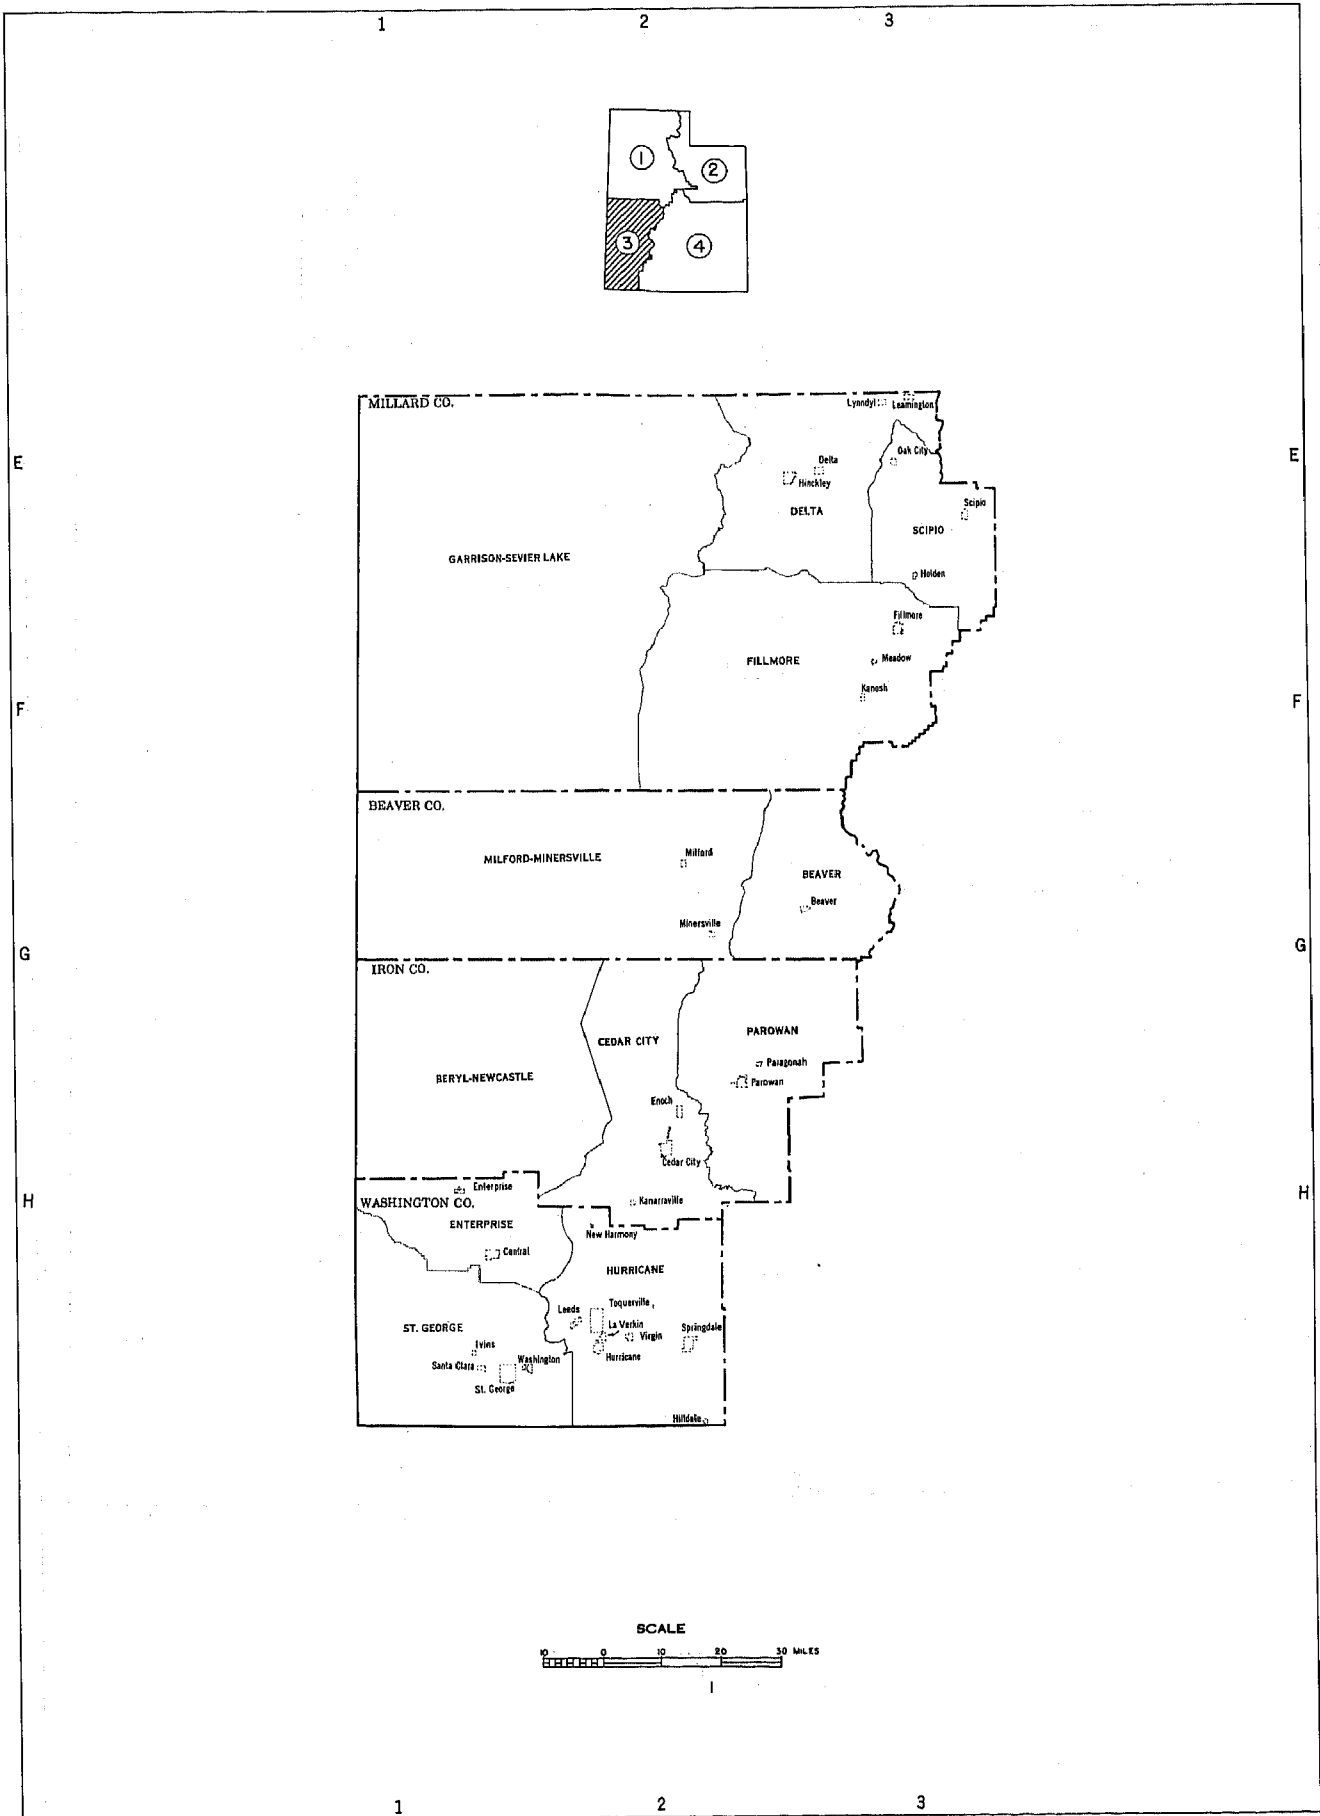 1 2 3
1
2
3
4
MILLARD CO.
Lynndyl
Leamington
E E
Oak City
Delta
Hinckley
Scipio
DELTA
SCIPIO
GARRISON-SEVIER LAKE
Holden
Fillmore
FILLMORE
Meadow
Kanosh
F F
BEAVER CO.
Milford
MILFORD-MINERSVILLE
BEAVER
Beaver
Minersville
G G
IRON CO.
PAROWAN
CEDAR CITY
Paragonah
BERYL-NEWCASTLE
Parowan
Enoch
Cedar City
Enterprise
H H
WASHINGTON CO.
Kanarraville
ENTERPRISE
New Harmony
Central
HURRICANE
Toquerville
Leeds
La Verkin
ST. GEORGE
Springdale
Virgin
Ivins
Hurricane
Washington
Santa Clara
St. George
Hilldale
SCALE
10 0 10 20 30 MILES
1 2 3